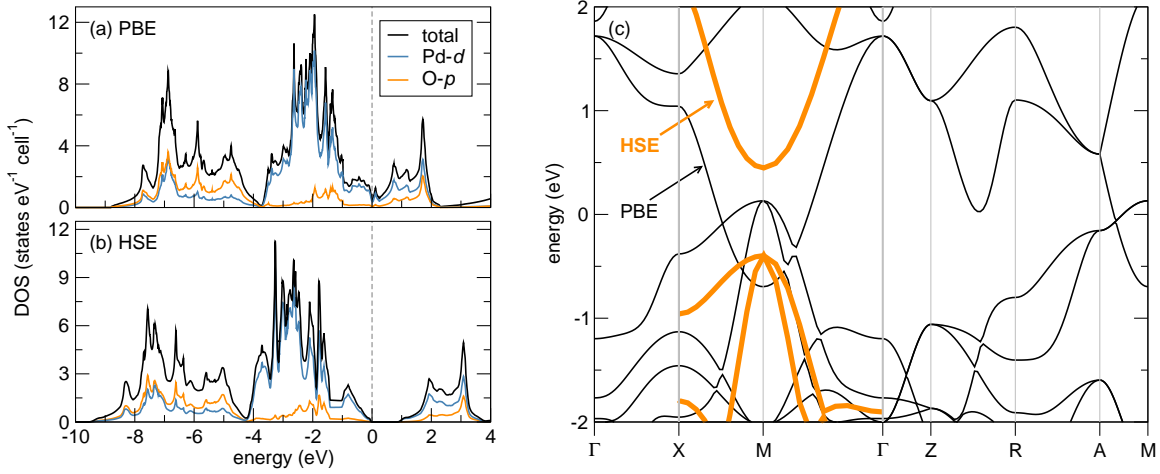 (a) PBE
total
Pd-d
O-p
12
8
4
0
(b) HSE
12
9
6
3
0
DOS (states eV⁻¹ cell⁻¹)
-10 -8 -6 -4 -2 0 2 4
energy (eV)
(c)
HSE
PBE
2
1
0
-1
-2
energy (eV)
Γ X M Γ Z R A M